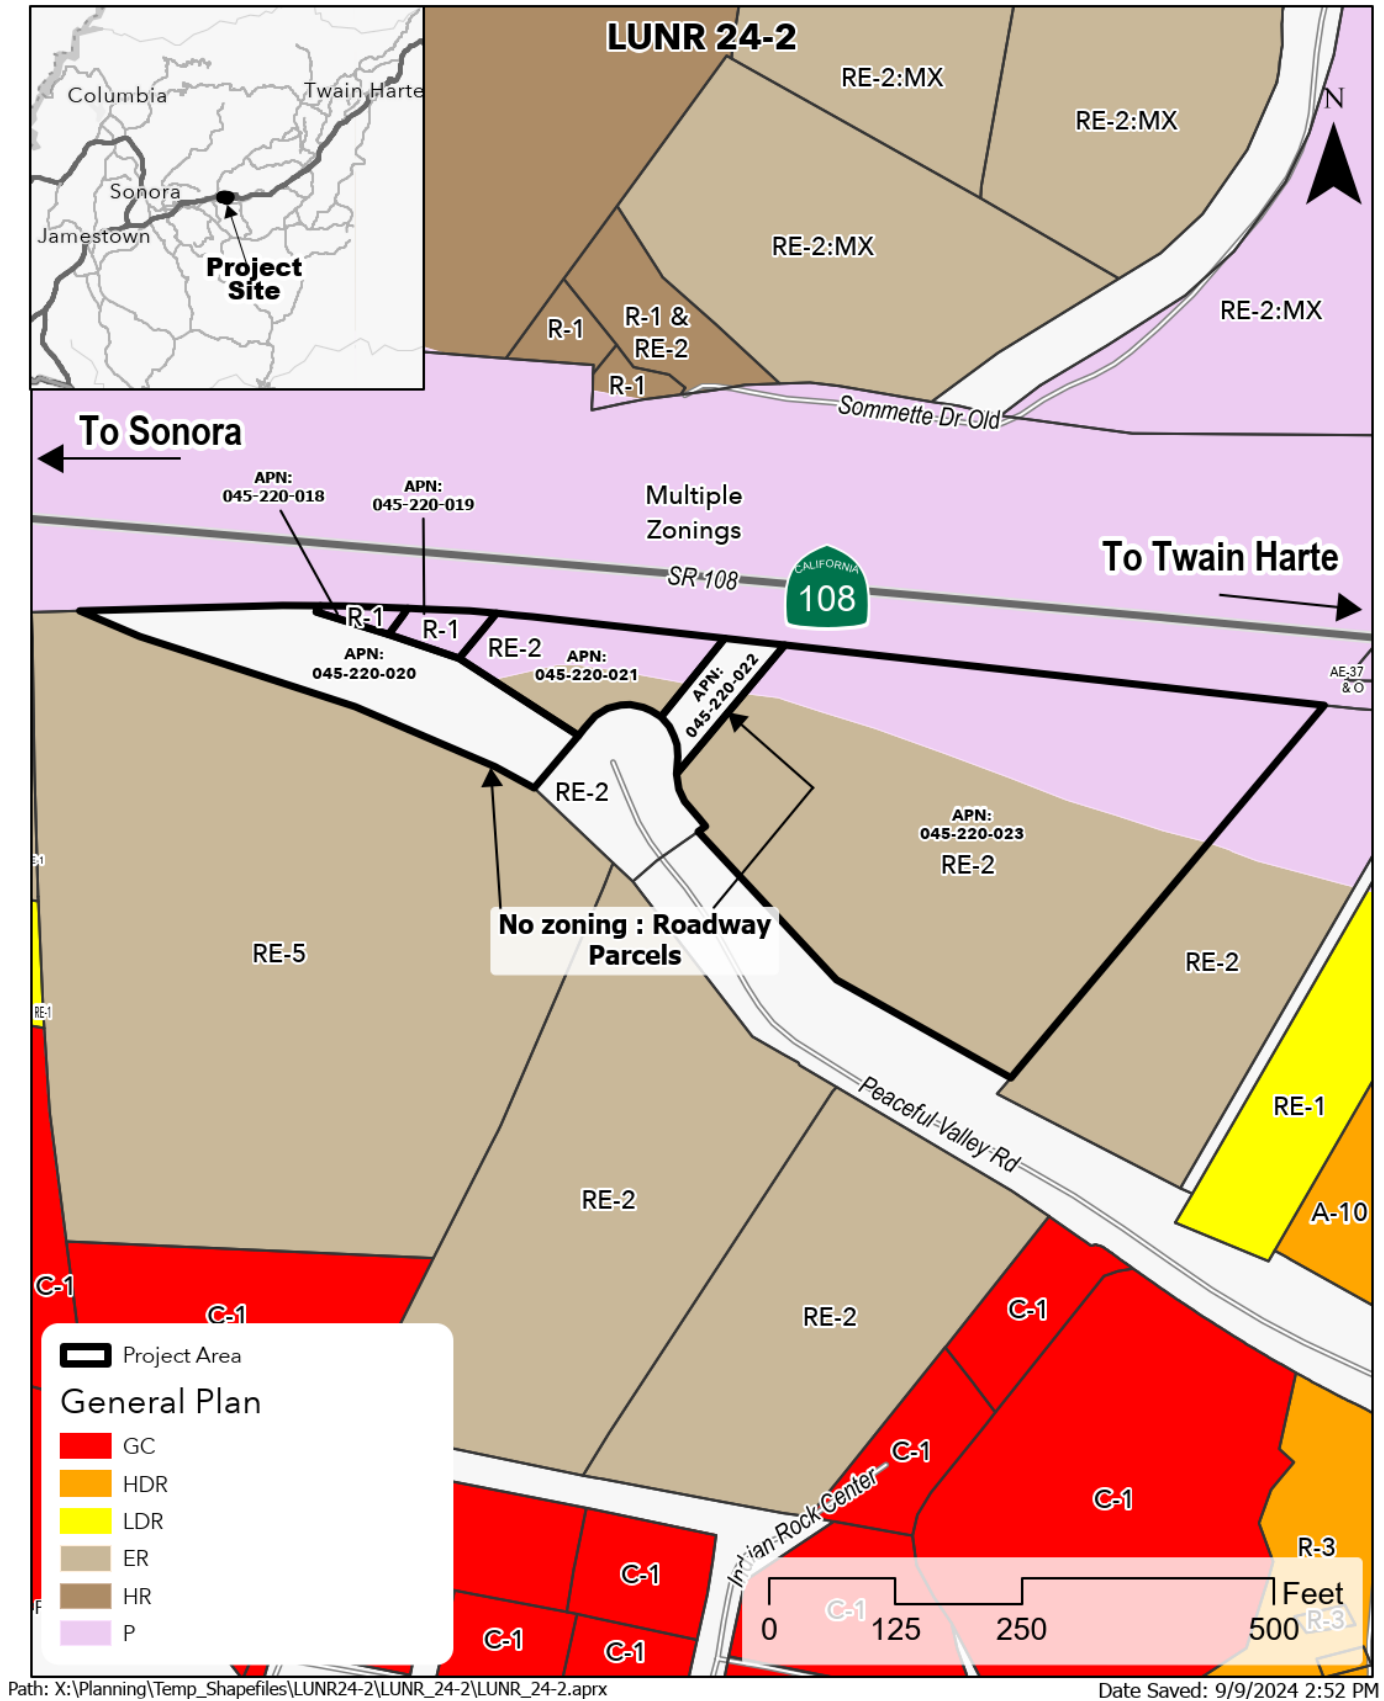 LUNR 24-2
Columbia
Twain Harte
Sonora
Jamestown
Project
Site
N
RE-2:MX
RE-2:MX
RE-2:MX
RE-2:MX
R-1
R-1 &
RE-2
R-1
Sommette Dr Old
To Sonora
APN:
045-220-018
APN:
045-220-019
Multiple
Zonings
SR 108
CALIFORNIA
108
To Twain Harte
R-1
R-1
RE-2
APN:
045-220-020
APN:
045-220-021
APN:
045-220-022
AE-37
& O
RE-2
APN:
045-220-023
RE-2
No zoning : Roadway
Parcels
RE-5
RE-2
RE-1
Peaceful Valley Rd
RE-1
A-10
RE-2
RE-2
C-1
C-1
C-1
C-1
C-1
Indian Rock Center
R-3
C-1
C-1
C-1
C-1
R-3
Project Area
General Plan
GC
HDR
LDR
ER
HR
P
Feet
0 125 250 500
Path: X:\Planning\Temp_Shapefiles\LUNR24-2\LUNR_24-2\LUNR_24-2.aprx
Date Saved: 9/9/2024 2:52 PM